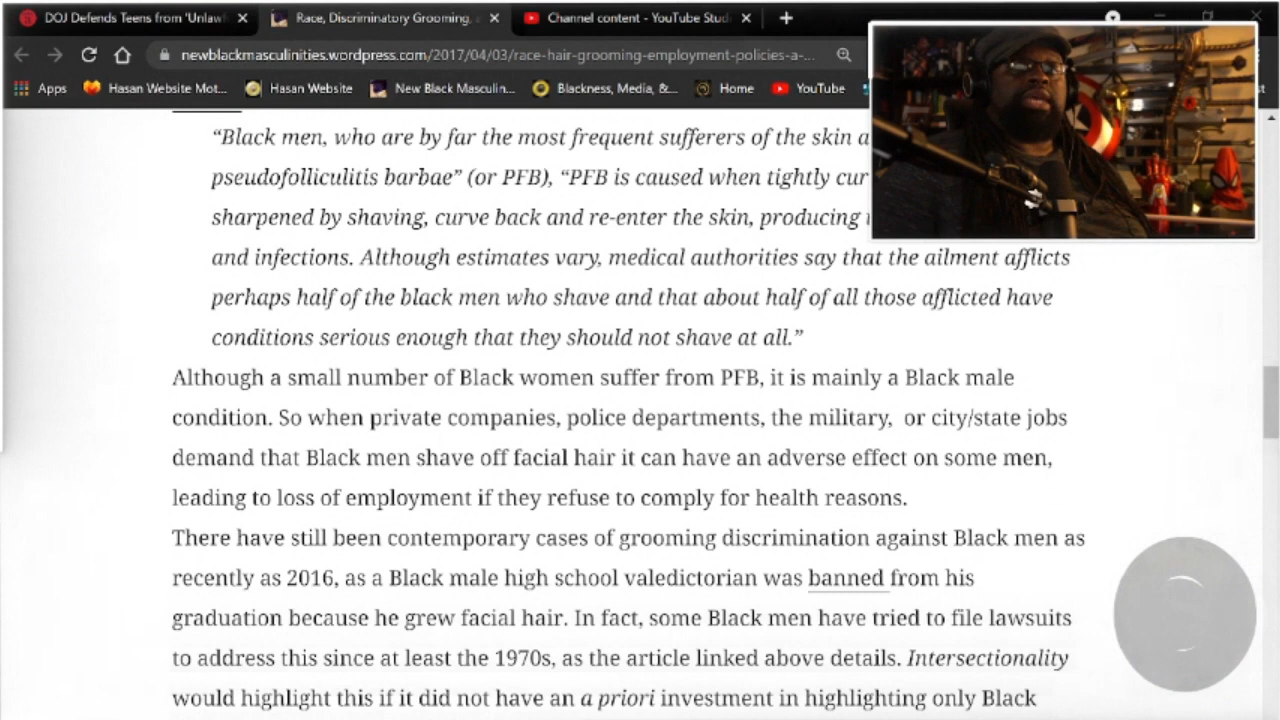 DOJ Defends Teens from 'Unlawf
Race, Discriminatory Grooming,
Channel content - YouTube Stud
newblackmasculinities.wordpress.com/2017/04/03/race-hair-grooming-employment-policies-a-...
Apps
Hasan Website Mot...
Hasan Website
New Black Masculin...
Blackness, Media, &...
Home
YouTube
“Black men, who are by far the most frequent sufferers of the skin a
pseudofolliculitis barbae” (or PFB), “PFB is caused when tightly cur
sharpened by shaving, curve back and re-enter the skin, producing
and infections. Although estimates vary, medical authorities say that the ailment afflicts
perhaps half of the black men who shave and that about half of all those afflicted have
conditions serious enough that they should not shave at all.”
Although a small number of Black women suffer from PFB, it is mainly a Black male
condition. So when private companies, police departments, the military, or city/state jobs
demand that Black men shave off facial hair it can have an adverse effect on some men,
leading to loss of employment if they refuse to comply for health reasons.
There have still been contemporary cases of grooming discrimination against Black men as
recently as 2016, as a Black male high school valedictorian was banned from his
graduation because he grew facial hair. In fact, some Black men have tried to file lawsuits
to address this since at least the 1970s, as the article linked above details. Intersectionality
would highlight this if it did not have an a priori investment in highlighting only Black